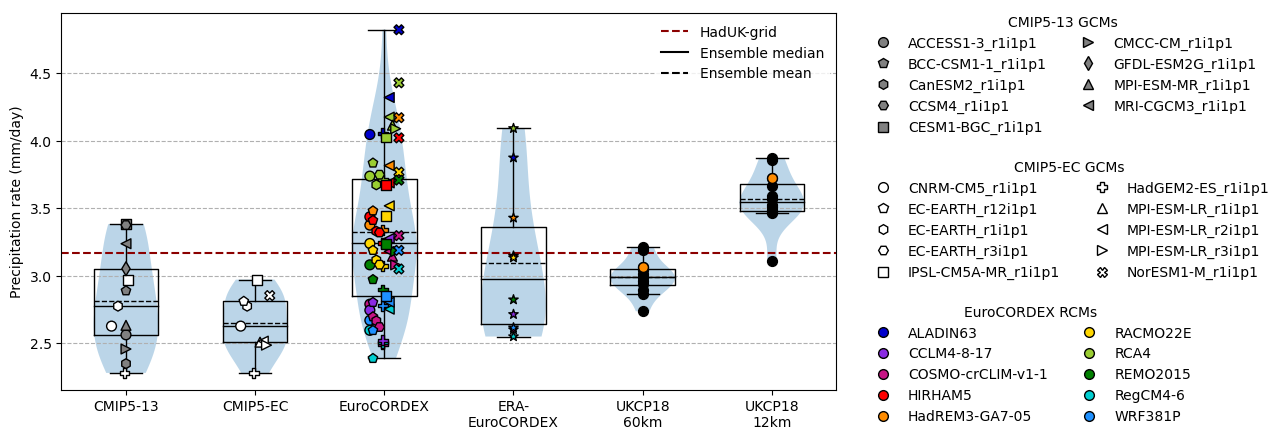 Precipitation rate (mm/day)
4.5
4.0
3.5
3.0
2.5
HadUK-grid
Ensemble median
Ensemble mean
CMIP5-13
CMIP5-EC
EuroCORDEX
ERA-
EuroCORDEX
UKCP18
60km
UKCP18
12km
CMIP5-13 GCMs
ACCESS1-3_r1i1p1
BCC-CSM1-1_r1i1p1
CanESM2_r1i1p1
CCSM4_r1i1p1
CESM1-BGC_r1i1p1
CMCC-CM_r1i1p1
GFDL-ESM2G_r1i1p1
MPI-ESM-MR_r1i1p1
MRI-CGCM3_r1i1p1
CMIP5-EC GCMs
CNRM-CM5_r1i1p1
EC-EARTH_r12i1p1
EC-EARTH_r1i1p1
EC-EARTH_r3i1p1
IPSL-CM5A-MR_r1i1p1
HadGEM2-ES_r1i1p1
MPI-ESM-LR_r1i1p1
MPI-ESM-LR_r2i1p1
MPI-ESM-LR_r3i1p1
NorESM1-M_r1i1p1
EuroCORDEX RCMs
ALADIN63
CCLM4-8-17
COSMO-crCLIM-v1-1
HIRHAM5
HadREM3-GA7-05
RACMO22E
RCA4
REMO2015
RegCM4-6
WRF381P